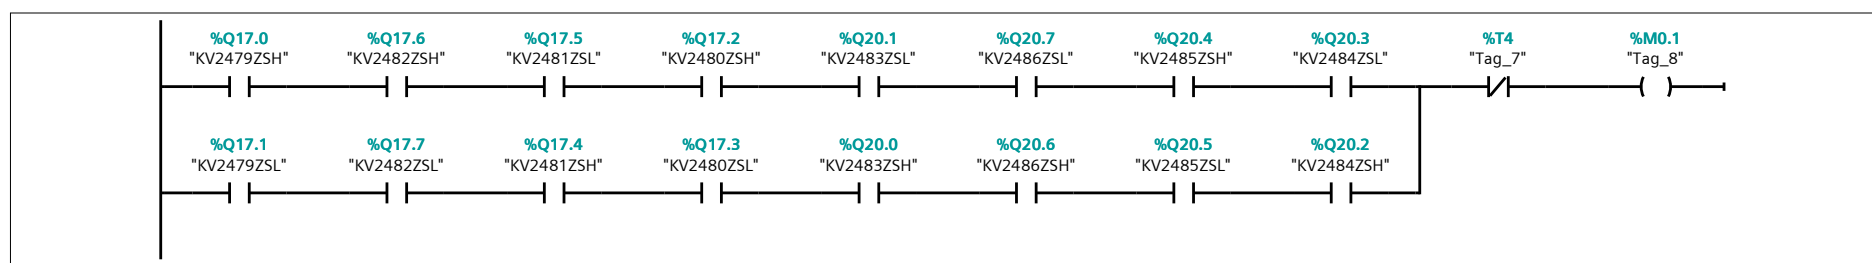 %Q17.0 %Q17.6 %Q17.5 %Q17.2 %Q20.1 %Q20.7 %Q20.4 %Q20.3 %T4 %M0.1
"KV2479ZSH" "KV2482ZSH" "KV2481ZSL" "KV2480ZSH" "KV2483ZSL" "KV2486ZSL" "KV2485ZSH" "KV2484ZSL" "Tag_7" "Tag_8"
%Q17.1 %Q17.7 %Q17.4 %Q17.3 %Q20.0 %Q20.6 %Q20.5 %Q20.2
"KV2479ZSL" "KV2482ZSL" "KV2481ZSH" "KV2480ZSL" "KV2483ZSH" "KV2486ZSH" "KV2485ZSL" "KV2484ZSH"